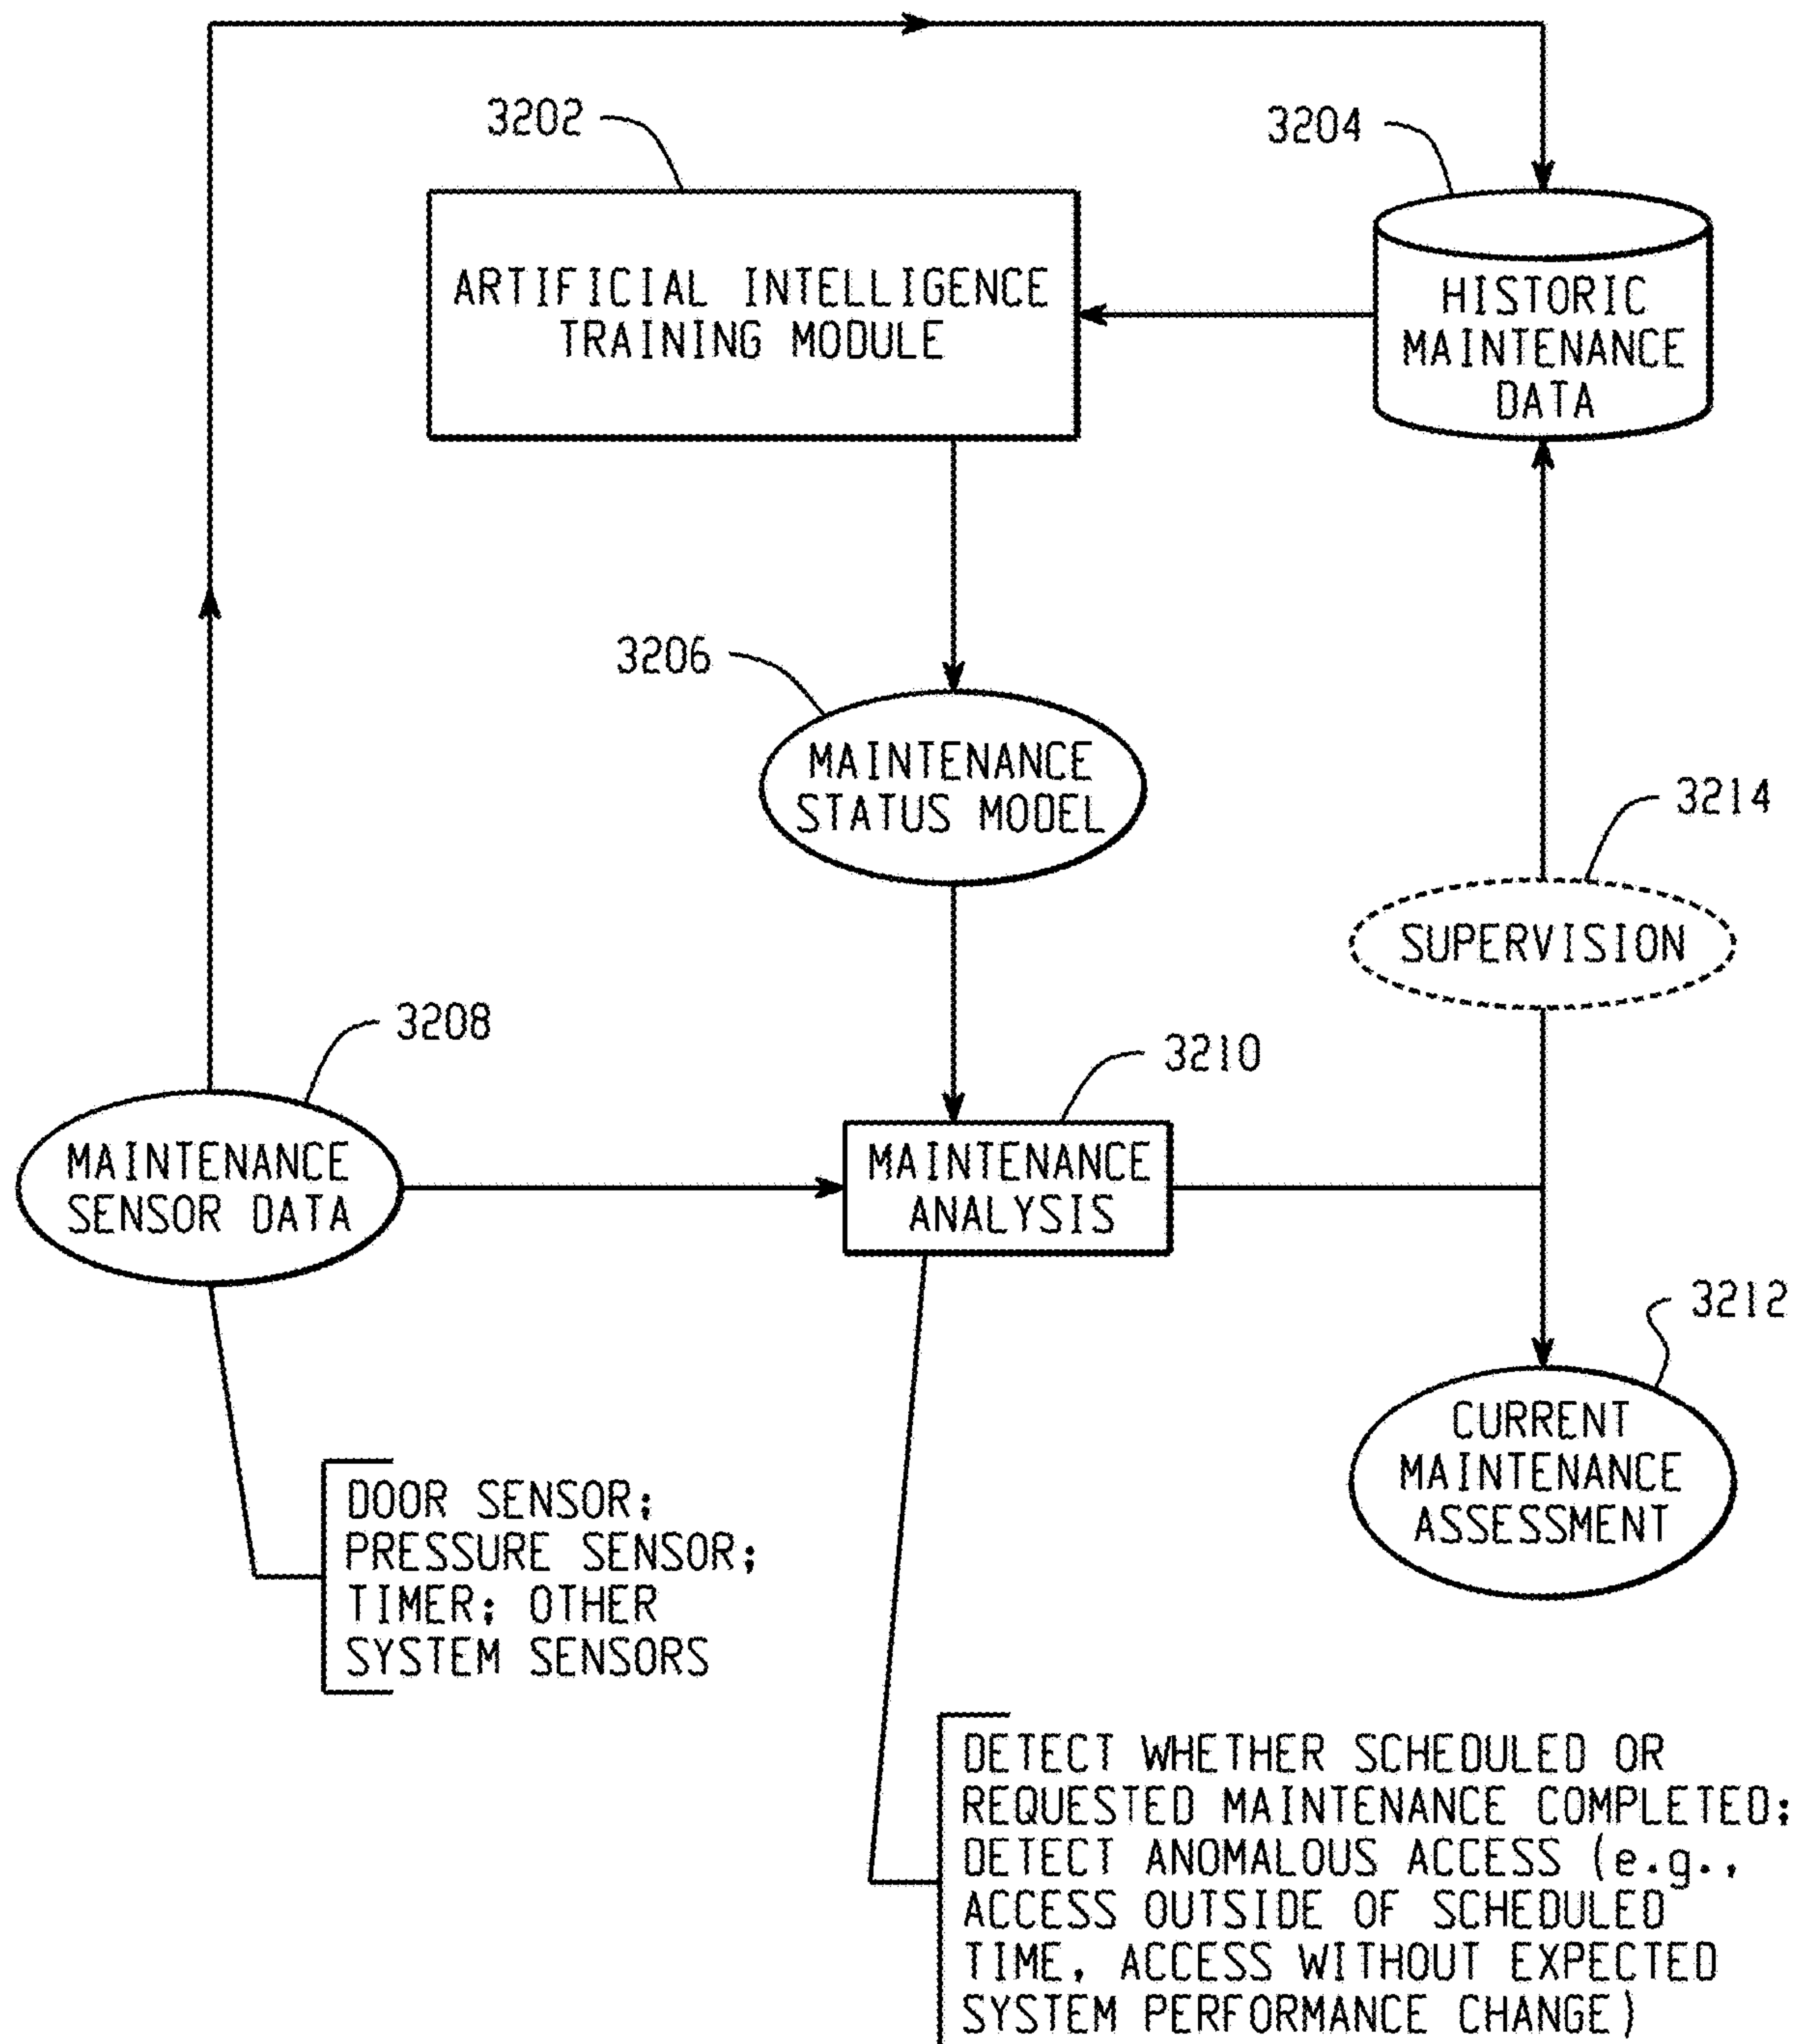 3202
3204
ARTIFICIAL INTELLIGENCE
TRAINING MODULE
HISTORIC
MAINTENANCE
DATA
3206
MAINTENANCE
STATUS MODEL
3214
SUPERVISION
3208
3210
MAINTENANCE
SENSOR DATA
MAINTENANCE
ANALYSIS
3212
CURRENT
MAINTENANCE
ASSESSMENT
DOOR SENSOR;
PRESSURE SENSOR;
TIMER; OTHER
SYSTEM SENSORS
DETECT WHETHER SCHEDULED OR
REQUESTED MAINTENANCE COMPLETED;
DETECT ANOMALOUS ACCESS (e.g.,
ACCESS OUTSIDE OF SCHEDULED
TIME, ACCESS WITHOUT EXPECTED
SYSTEM PERFORMANCE CHANGE)